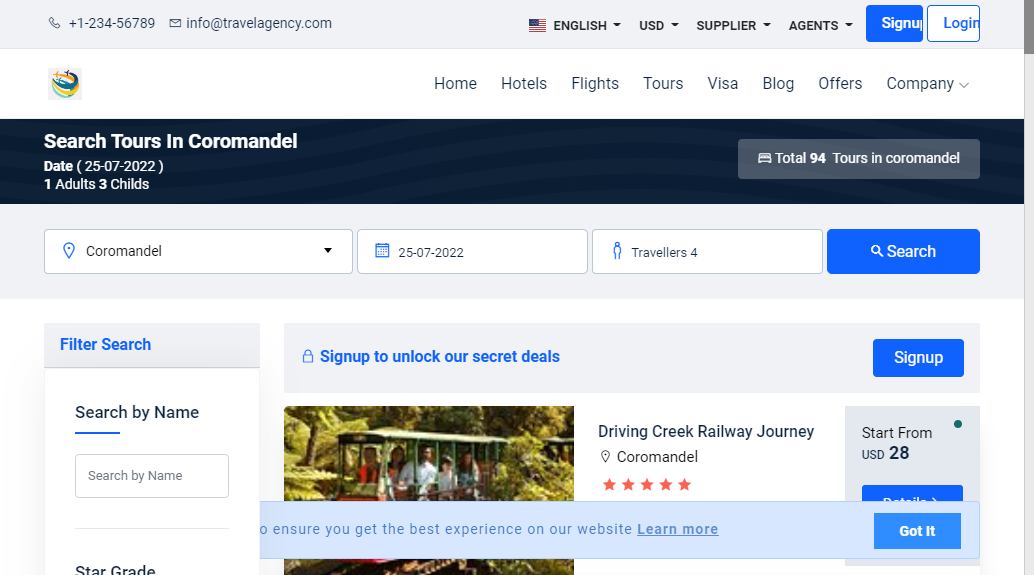 +1-234-56789 info@travelagency.com ENGLISH USD SUPPLIER AGENTS Signup Login
Home Hotels Flights Tours Visa Blog Offers Company
Search Tours In Coromandel
Date ( 25-07-2022 )
1 Adults 3 Childs
Total 94 Tours in coromandel
Coromandel 25-07-2022 Travellers 4 Search
Filter Search
Signup to unlock our secret deals Signup
Search by Name
Search by Name
Star Grade
Driving Creek Railway Journey
Coromandel
Start From
USD 28
Details
o ensure you get the best experience on our website Learn more Got It